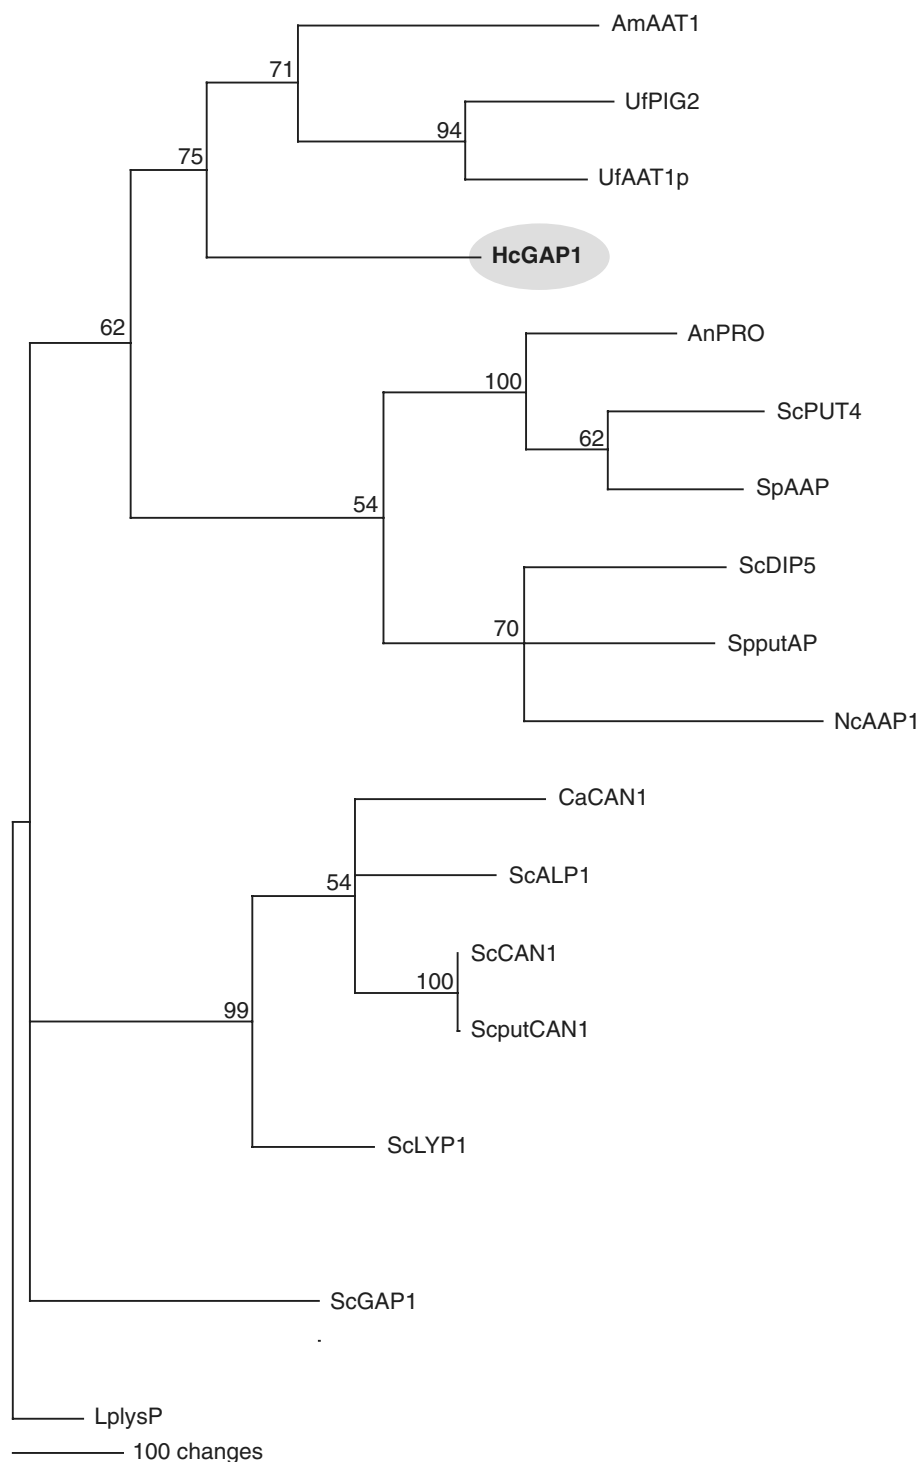 AmAAT1
71
UfPIG2
94
75
UfAAT1p
HcGAP1
62
AnPRO
100
ScPUT4
62
SpAAP
54
ScDIP5
70
SpputAP
NcAAP1
CaCAN1
ScALP1
54
ScCAN1
100
99
ScputCAN1
ScLYP1
ScGAP1
LplysP
100 changes